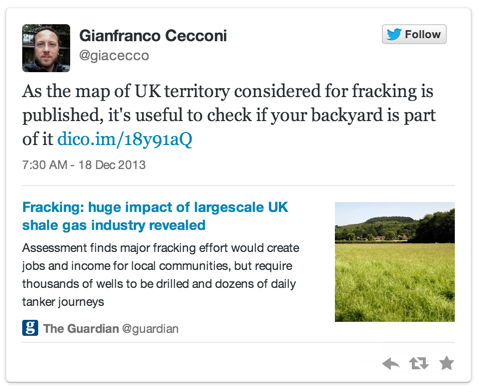 Gianfranco Cecconi
@giacecco
Follow
As the map of UK territory considered for fracking is
published, it's useful to check if your backyard is part
of it dico.im/18y91aQ
7:30 AM - 18 Dec 2013
Fracking: huge impact of largescale UK
shale gas industry revealed
Assessment finds major fracking effort would create
jobs and income for local communities, but require
thousands of wells to be drilled and dozens of daily
tanker journeys
g The Guardian @guardian